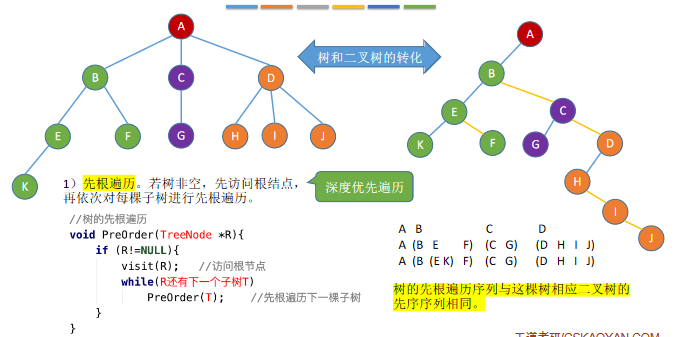 A
B
C
D
E
F
G
H
I
J
K
树和二叉树的转化
A
B
E
C
K
F
G
D
H
I
J
1）先根遍历。若树非空，先访问根结点，
再依次对每棵子树进行先根遍历。
深度优先遍历
//树的先根遍历
void PreOrder(TreeNode *R){
if (R!=NULL){
visit(R); //访问根节点
while(R还有下一个子树T)
PreOrder(T); //先根遍历下一棵子树
}
}
A B C D
A (B E F) (C G) (D H I J)
A (B (E K) F) (C G) (D H I J)
树的先根遍历序列与这棵树相应二叉树的
先序序列相同。
王道考研/CSKAOYAN.COM